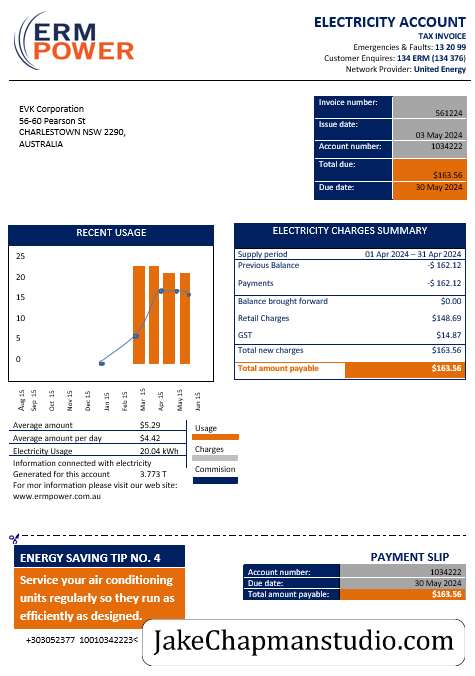 ERM
POWER
ELECTRICITY ACCOUNT
TAX INVOICE
Emergencies & Faults: 13 20 99
Customer Enquires: 134 ERM (134 376)
Network Provider: United Energy
EVK Corporation
56-60 Pearson St
CHARLESTOWN NSW 2290,
AUSTRALIA
Invoice number: 561224
Issue date: 03 May 2024
Account number: 1034222
Total due: $163.56
Due date: 30 May 2024
RECENT USAGE
25
20
15
10
5
0
Aug 15 Sep 15 Oct 15 Nov 15 Dec 15 Jan 15 Feb 15 Mar 15 Apr 15 May 15 Jun 15
ELECTRICITY CHARGES SUMMARY
Supply period 01 Apr 2024 – 31 Apr 2024
Previous Balance -$ 162.12
Payments -$ 162.12
Balance brought forward $0.00
Retail Charges $148.69
GST $14.87
Total new charges $163.56
Total amount payable $163.56
Average amount $5.29
Average amount per day $4.42
Electricity Usage 20.04 kWh
Information connected with electricity
Generated for this account 3.773 T
For mor information please visit our web site:
www.ermpower.com.au
Usage
Charges
Commision
ENERGY SAVING TIP NO. 4
Service your air conditioning
units regularly so they run as
efficiently as designed.
PAYMENT SLIP
Account number: 1034222
Due date: 30 May 2024
Total amount payable: $163.56
+303052377 10010342223<
JakeChapmanstudio.com